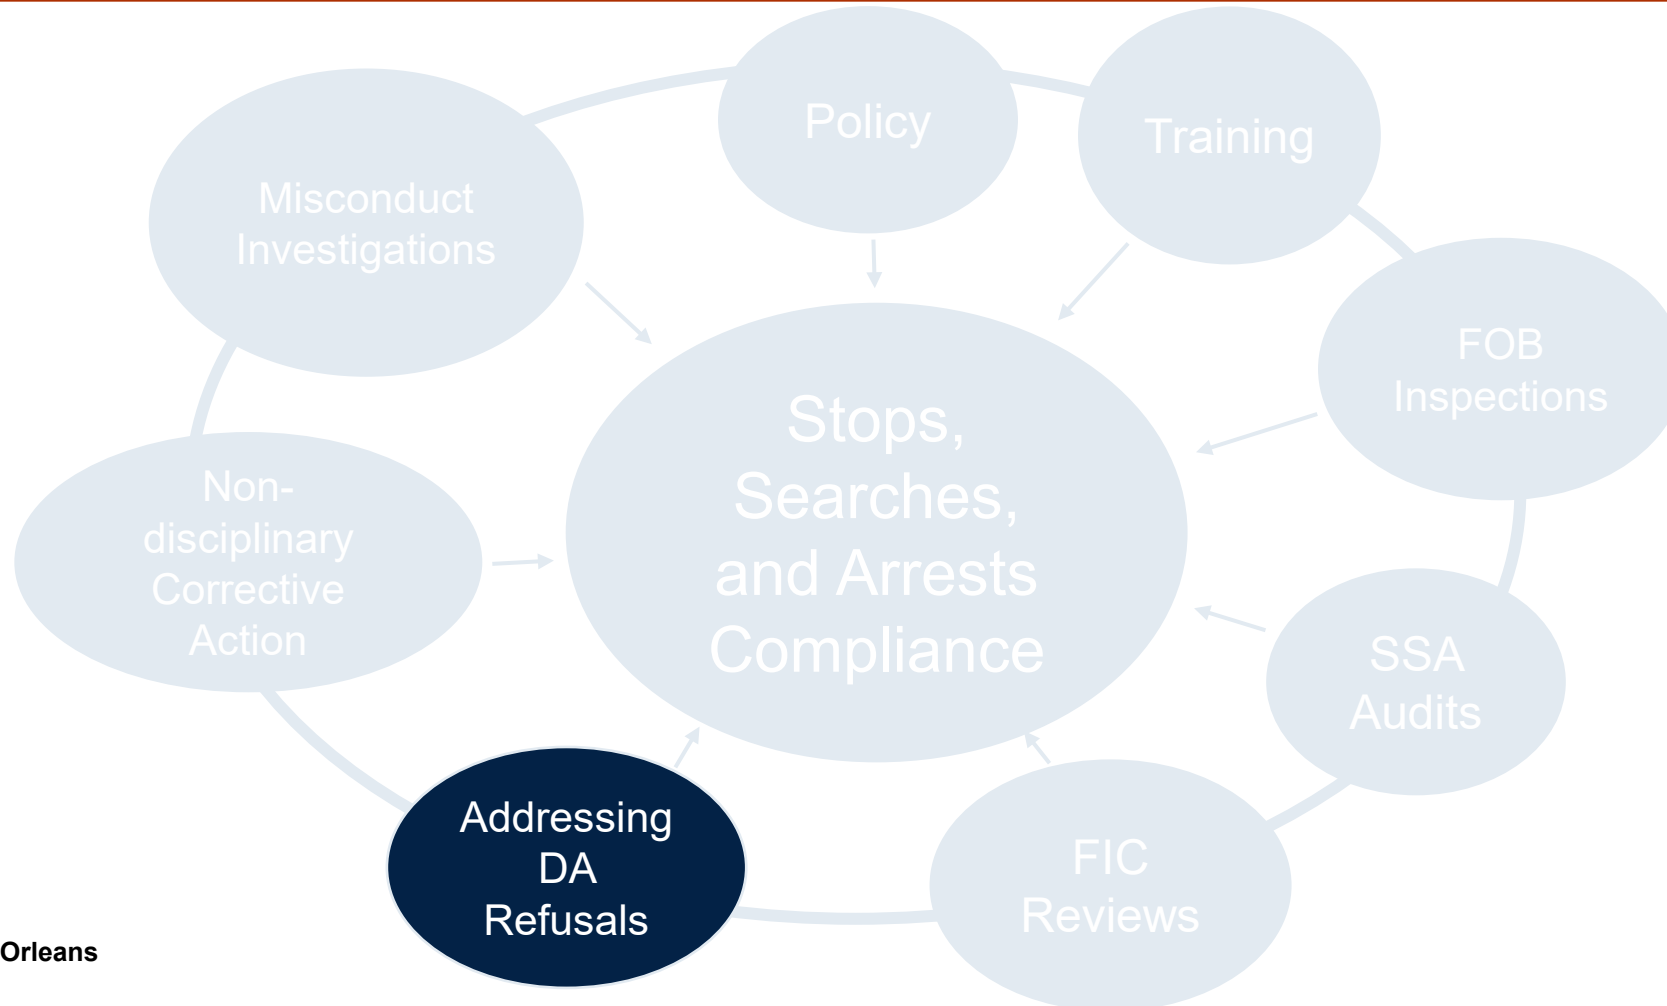 Policy
Training
Misconduct
Investigations
FOB
Inspections
Stops,
Searches,
and Arrests
Compliance
Non-
disciplinary
Corrective
Action
SSA
Audits
Addressing
DA
Refusals
FIC
Reviews
Orleans